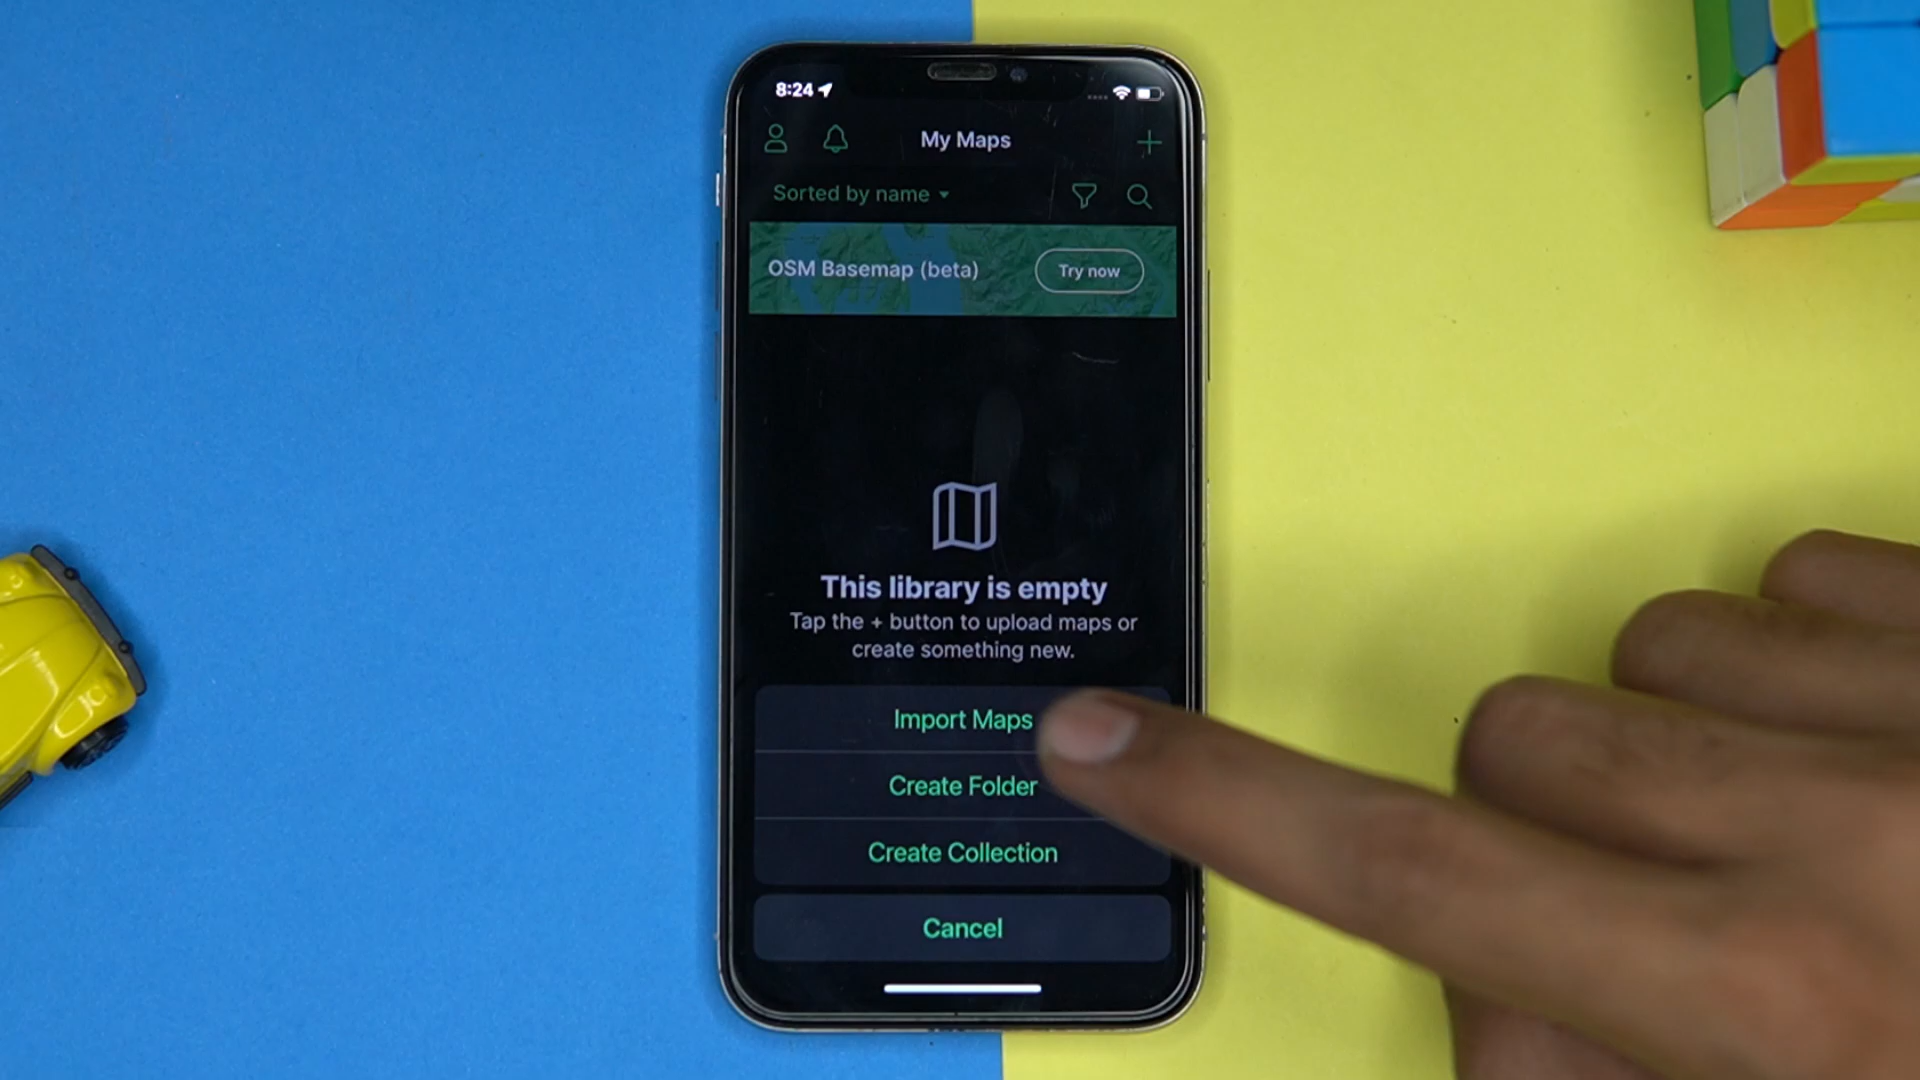 8:24
My Maps
Sorted by name
OSM Basemap (beta)
Try now
This library is empty
Tap the + button to upload maps or
create something new.
Import Maps
Create Folder
Create Collection
Cancel